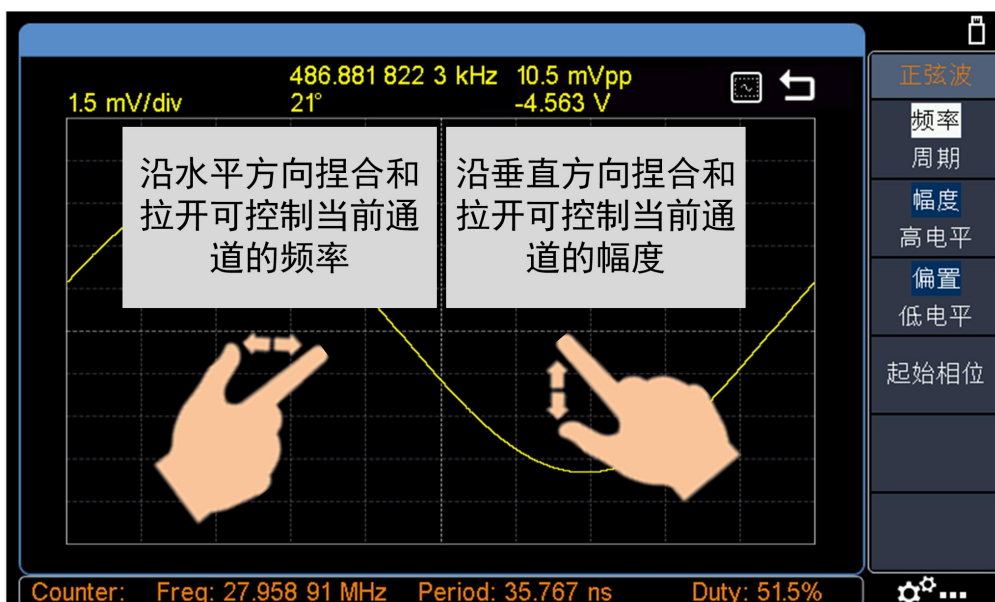 正弦波
486.881 822 3 kHz 10.5 mVpp
1.5 mV/div 21° -4.563 V
频率
周期
沿水平方向捏合和
拉开可控制当前通
道的频率
沿垂直方向捏合和
拉开可控制当前通
道的幅度
幅度
高电平
偏置
低电平
起始相位
Counter: Freq: 27.958 91 MHz Period: 35.767 ns Duty: 51.5%